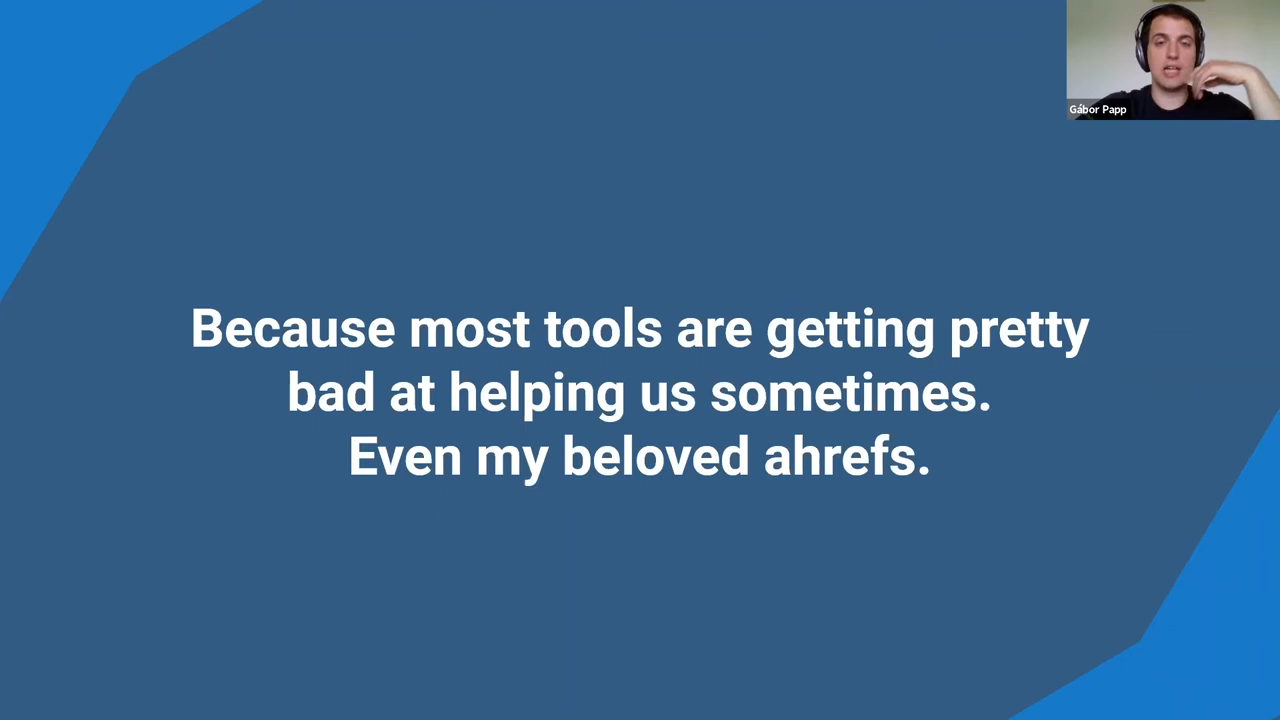 Gábor Papp
Because most tools are getting pretty
bad at helping us sometimes.
Even my beloved ahrefs.